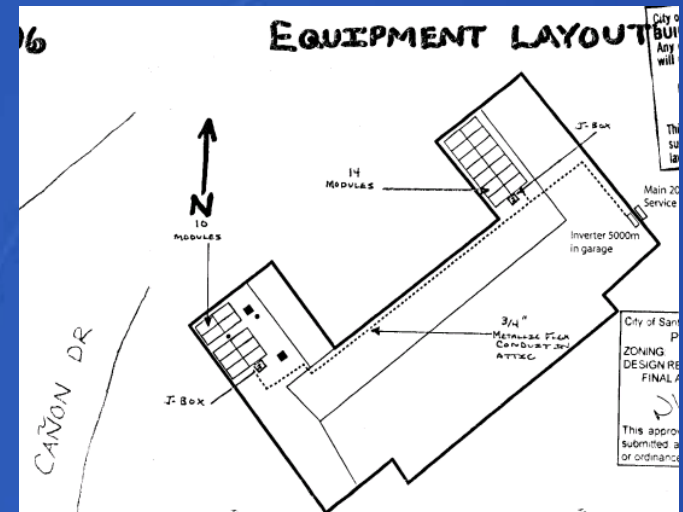 06
EQUIPMENT LAYOUT
City o
BUI
Any
will
Thi
su
la
J-BOX
14
MODULES
N
10
MODULES
Main 20
Service
Inverter 5000m
in garage
3/4"
METALLIC FLEX
CONDUIT IN
ATTIC
J-BOX
CAÑON DR
City of San
P
ZONING
DESIGN RE
FINAL A
This appro
submitted a
or ordinance